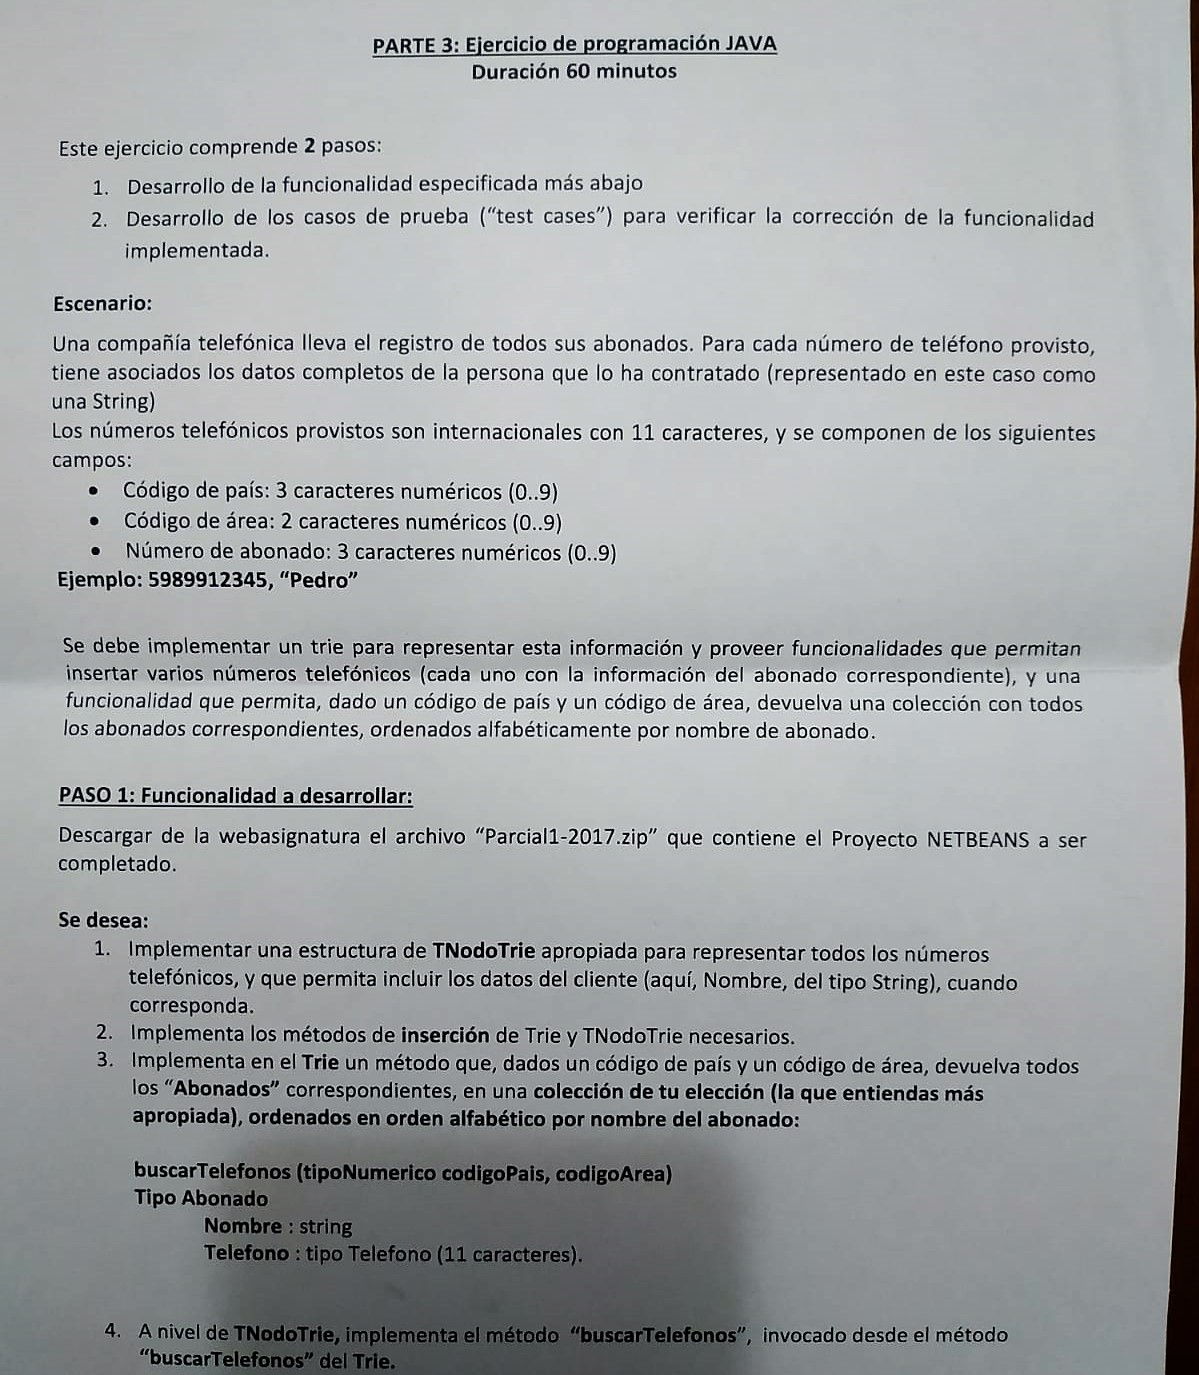 PARTE 3: Ejercicio de programación JAVA
Duración 60 minutos
Este ejercicio comprende 2 pasos:
1. Desarrollo de la funcionalidad especificada más abajo
2. Desarrollo de los casos de prueba (“test cases”) para verificar la corrección de la funcionalidad
implementada.
Escenario:
Una compañía telefónica lleva el registro de todos sus abonados. Para cada número de teléfono provisto,
tiene asociados los datos completos de la persona que lo ha contratado (representado en este caso como
una String)
Los números telefónicos provistos son internacionales con 11 caracteres, y se componen de los siguientes
campos:
• Código de país: 3 caracteres numéricos (0..9)
• Código de área: 2 caracteres numéricos (0..9)
• Número de abonado: 3 caracteres numéricos (0..9)
Ejemplo: 5989912345, “Pedro”
Se debe implementar un trie para representar esta información y proveer funcionalidades que permitan
insertar varios números telefónicos (cada uno con la información del abonado correspondiente), y una
funcionalidad que permita, dado un código de país y un código de área, devuelva una colección con todos
los abonados correspondientes, ordenados alfabéticamente por nombre de abonado.
PASO 1: Funcionalidad a desarrollar:
Descargar de la webasignatura el archivo “Parcial1-2017.zip” que contiene el Proyecto NETBEANS a ser
completado.
Se desea:
1. Implementar una estructura de TNodoTrie apropiada para representar todos los números
telefónicos, y que permita incluir los datos del cliente (aquí, Nombre, del tipo String), cuando
corresponda.
2. Implementa los métodos de inserción de Trie y TNodoTrie necesarios.
3. Implementa en el Trie un método que, dados un código de país y un código de área, devuelva todos
los “Abonados” correspondientes, en una colección de tu elección (la que entiendas más
apropiada), ordenados en orden alfabético por nombre del abonado:
buscarTelefonos (tipoNumerico codigoPais, codigoArea)
Tipo Abonado
Nombre : string
Telefono : tipo Telefono (11 caracteres).
4. A nivel de TNodoTrie, implementa el método “buscarTelefonos”, invocado desde el método
“buscarTelefonos” del Trie.